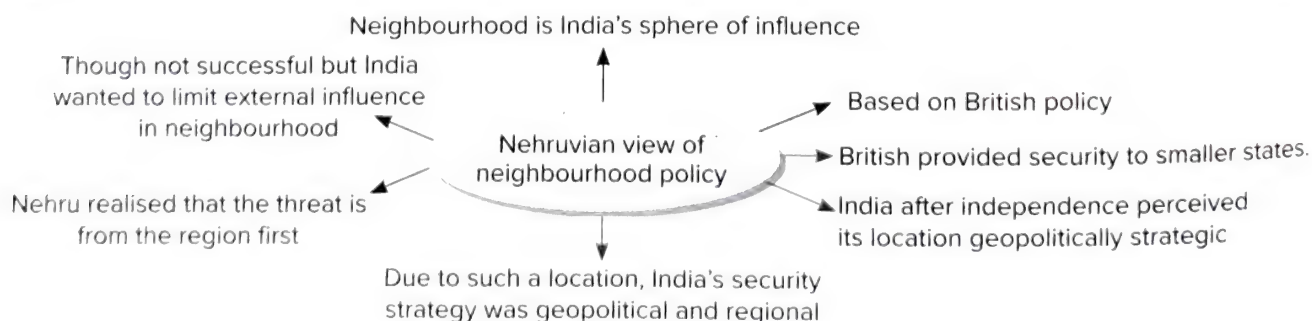 Neighbourhood is India's sphere of influence
Though not successful but India
wanted to limit external influence
in neighbourhood
Based on British policy
Nehruvian view of
neighbourhood policy
British provided security to smaller states.
Nehru realised that the threat is
from the region first
India after independence perceived
its location geopolitically strategic
Due to such a location, India's security
strategy was geopolitical and regional